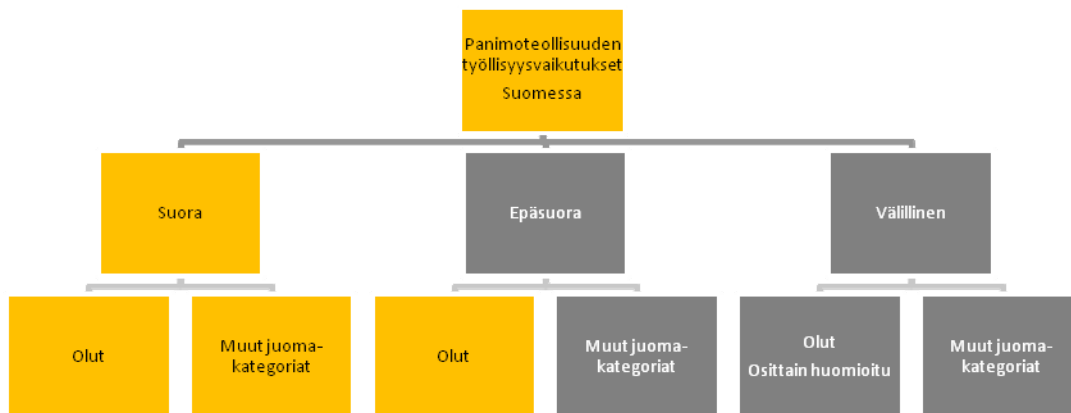 Panimoteollisuuden
työllisyysvaikutukset
Suomessa
Suora
Epäsuora
Välillinen
Olut
Muut juoma-
kategoriat
Olut
Muut juoma-
kategoriat
Olut
Osittain huomioitu
Muut juoma-
kategoriat